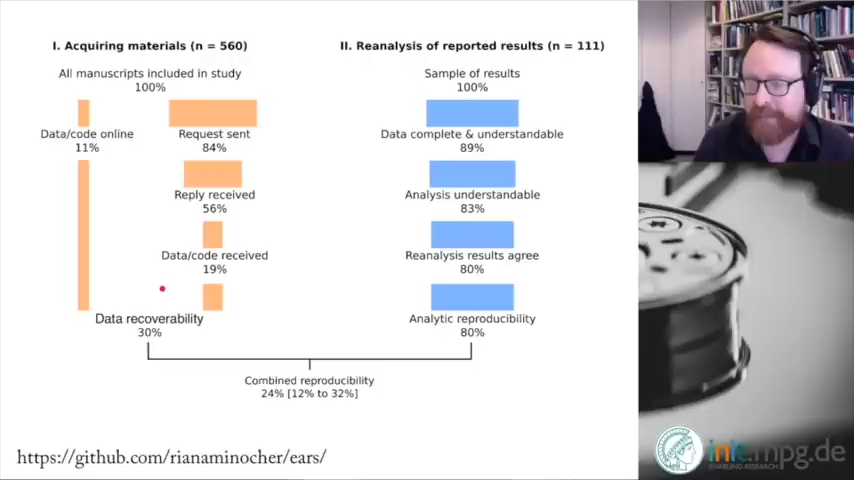 I. Acquiring materials (n = 560)
All manuscripts included in study
100%
Data/code online
11%
Request sent
84%
Reply received
56%
Data/code received
19%
Data recoverability
30%
II. Reanalysis of reported results (n = 111)
Sample of results
100%
Data complete & understandable
89%
Analysis understandable
83%
Reanalysis results agree
80%
Analytic reproducibility
80%
Combined reproducibility
24% [12% to 32%]
https://github.com/rianaminocher/ears/
init.mpg.de
ENABLING RESEARCH